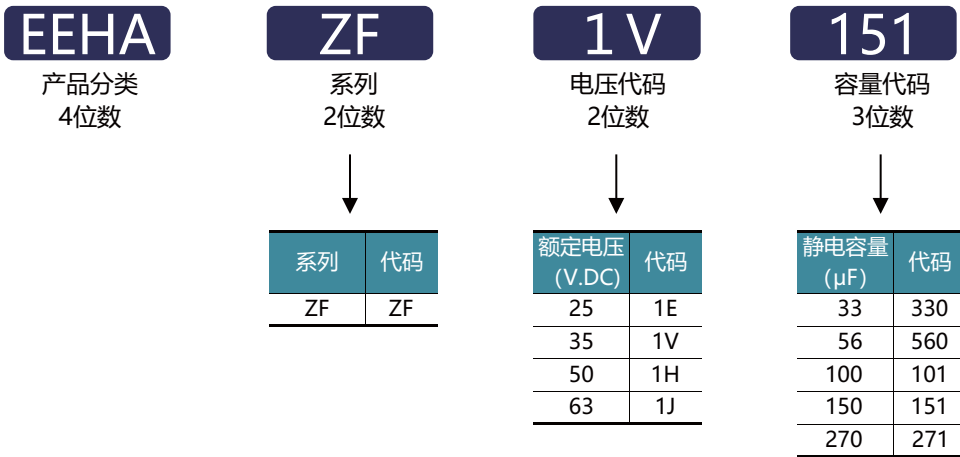 EEHA ZF 1V 151
产品分类 系列 电压代码 容量代码
4位数 2位数 2位数 3位数
系列 代码
ZF ZF
额定电压
(V.DC) 代码
25 1E
35 1V
50 1H
63 1J
静电容量
(μF) 代码
33 330
56 560
100 101
150 151
270 271